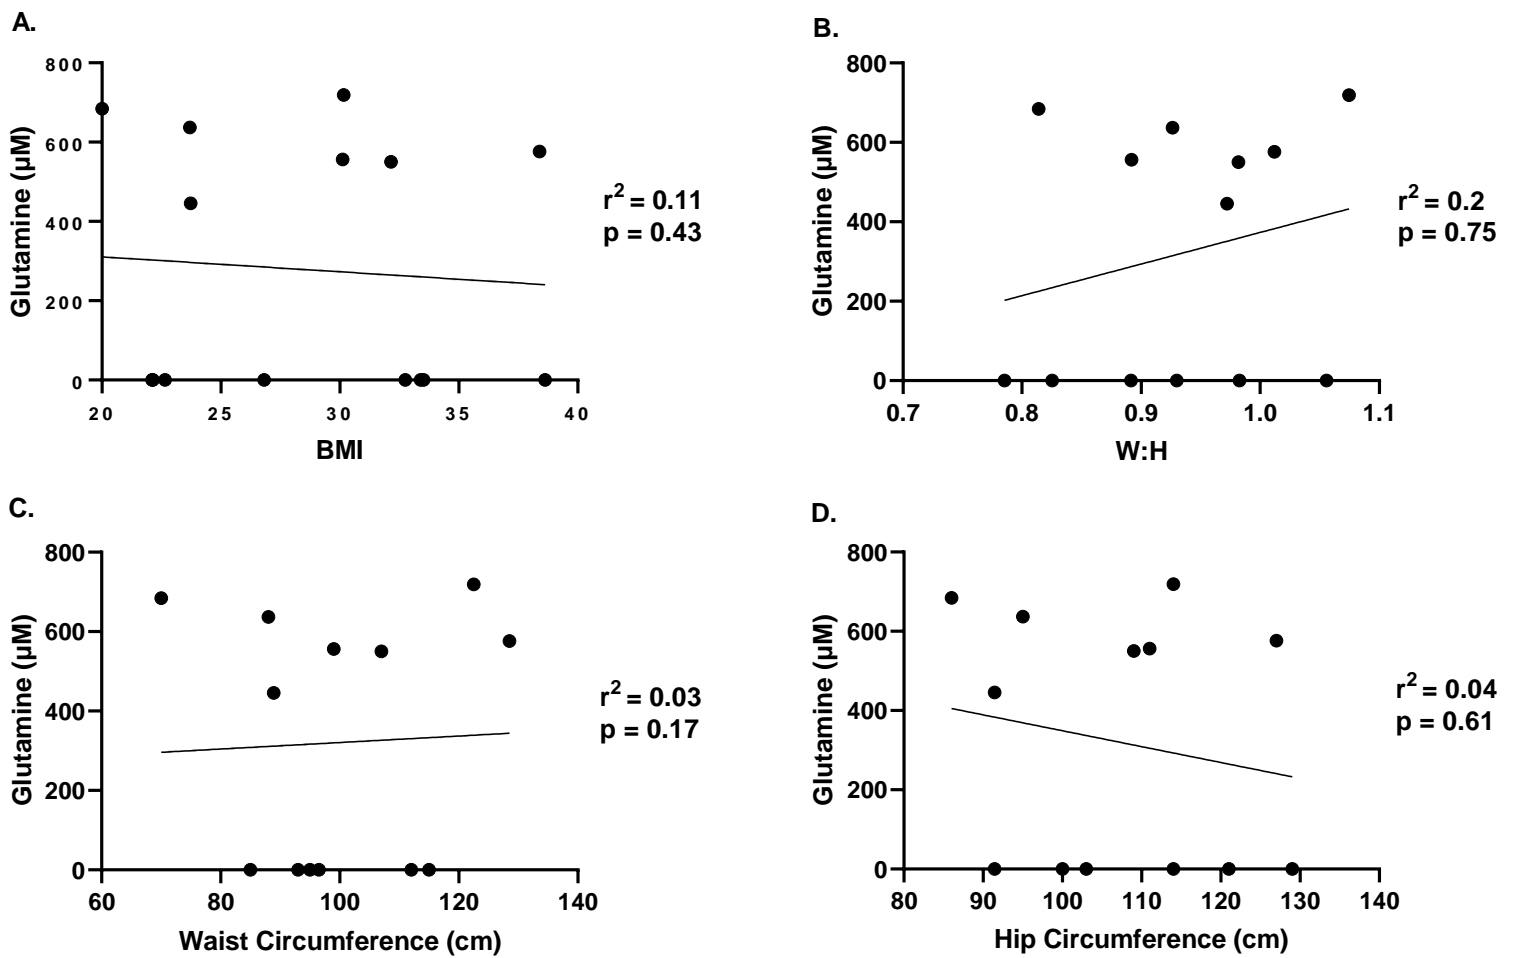 A.
800
600
400
200
0
Glutamine (µM)
20 25 30 35 40
BMI
r2 = 0.11
p = 0.43
B.
800
600
400
200
0
Glutamine (µM)
0.7 0.8 0.9 1.0 1.1
W:H
r2 = 0.2
p = 0.75
C.
800
600
400
200
0
Glutamine (µM)
60 80 100 120 140
Waist Circumference (cm)
r2 = 0.03
p = 0.17
D.
800
600
400
200
0
Glutamine (µM)
80 90 100 110 120 130 140
Hip Circumference (cm)
r2 = 0.04
p = 0.61